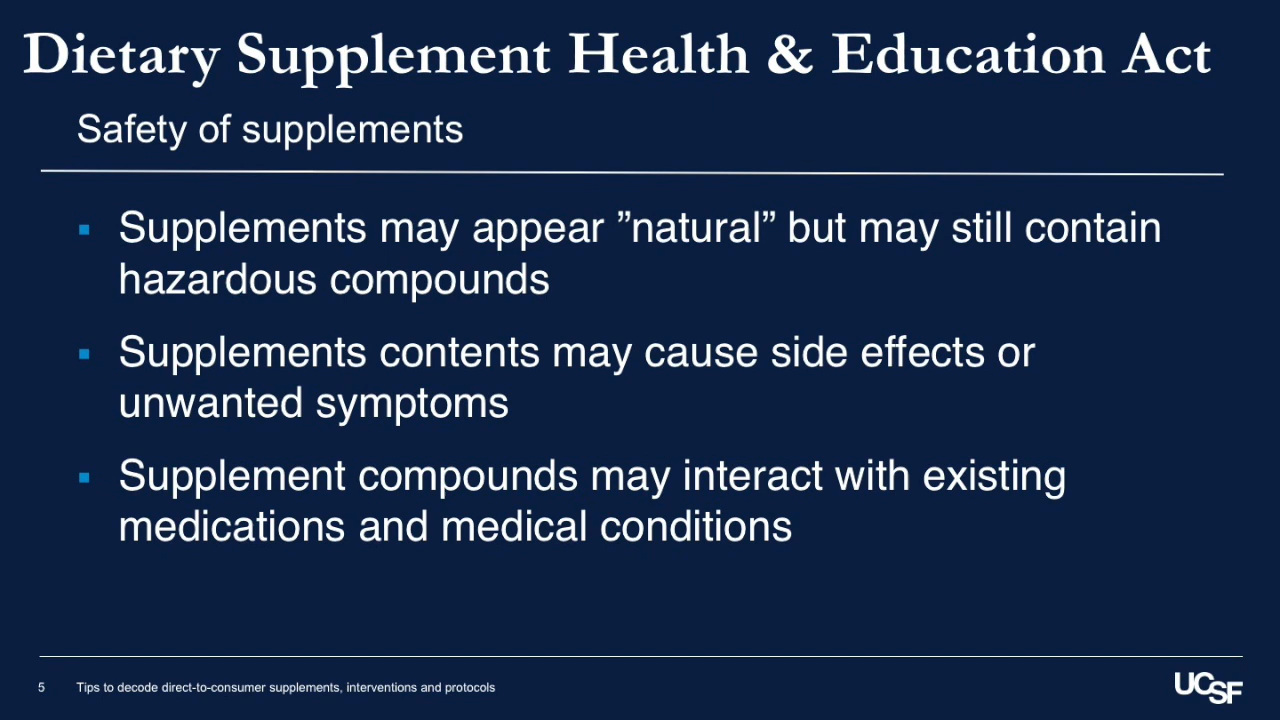 Dietary Supplement Health & Education Act
Safety of supplements
▪ Supplements may appear ”natural” but may still contain
hazardous compounds
▪ Supplements contents may cause side effects or
unwanted symptoms
▪ Supplement compounds may interact with existing
medications and medical conditions
5 Tips to decode direct-to-consumer supplements, interventions and protocols
UCSF